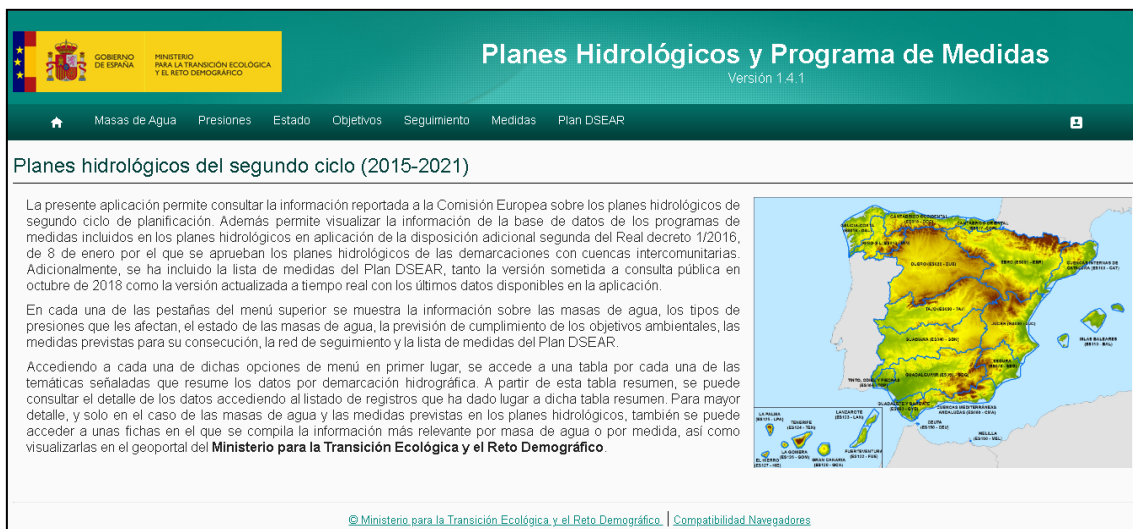 GOBIERNO
DE ESPAÑA
MINISTERIO
PARA LA TRANSICIÓN ECOLÓGICA
Y EL RETO DEMOGRÁFICO
Planes Hidrológicos y Programa de Medidas
Versión 1.4.1
Masas de Agua Presiones Estado Objetivos Seguimiento Medidas Plan DSEAR
Planes hidrológicos del segundo ciclo (2015-2021)
La presente aplicación permite consultar la información reportada a la Comisión Europea sobre los planes hidrológicos de
segundo ciclo de planificación. Además permite visualizar la información de la base de datos de los programas de
medidas incluidos en los planes hidrológicos en aplicación de la disposición adicional segunda del Real decreto 1/2016,
de 8 de enero por el que se aprueban los planes hidrológicos de las demarcaciones con cuencas intercomunitarias.
Adicionalmente, se ha incluido la lista de medidas del Plan DSEAR, tanto la versión sometida a consulta pública en
octubre de 2018 como la versión actualizada a tiempo real con los últimos datos disponibles en la aplicación.
En cada una de las pestañas del menú superior se muestra la información sobre las masas de agua, los tipos de
presiones que les afectan, el estado de las masas de agua, la previsión de cumplimiento de los objetivos ambientales, las
medidas previstas para su consecución, la red de seguimiento y la lista de medidas del Plan DSEAR.
Accediendo a cada una de dichas opciones de menú en primer lugar, se accede a una tabla por cada una de las
temáticas señaladas que resume los datos por demarcación hidrográfica. A partir de esta tabla resumen, se puede
consultar el detalle de los datos accediendo al listado de registros que ha dado lugar a dicha tabla resumen. Para mayor
detalle, y solo en el caso de las masas de agua y las medidas previstas en los planes hidrológicos, también se puede
acceder a unas fichas en el que se compila la información más relevante por masa de agua o por medida, así como
visualizarlas en el geoportal del Ministerio para la Transición Ecológica y el Reto Demográfico.
ISLAS BALEARES
LA PALMA
LANZAROTE
TENERIFE
LA GOMERA
FUERTEVENTURA
EL HIERRO
GRAN CANARIA
CEUTA
MELILLA
© Ministerio para la Transición Ecológica y el Reto Demográfico | Compatibilidad Navegadores